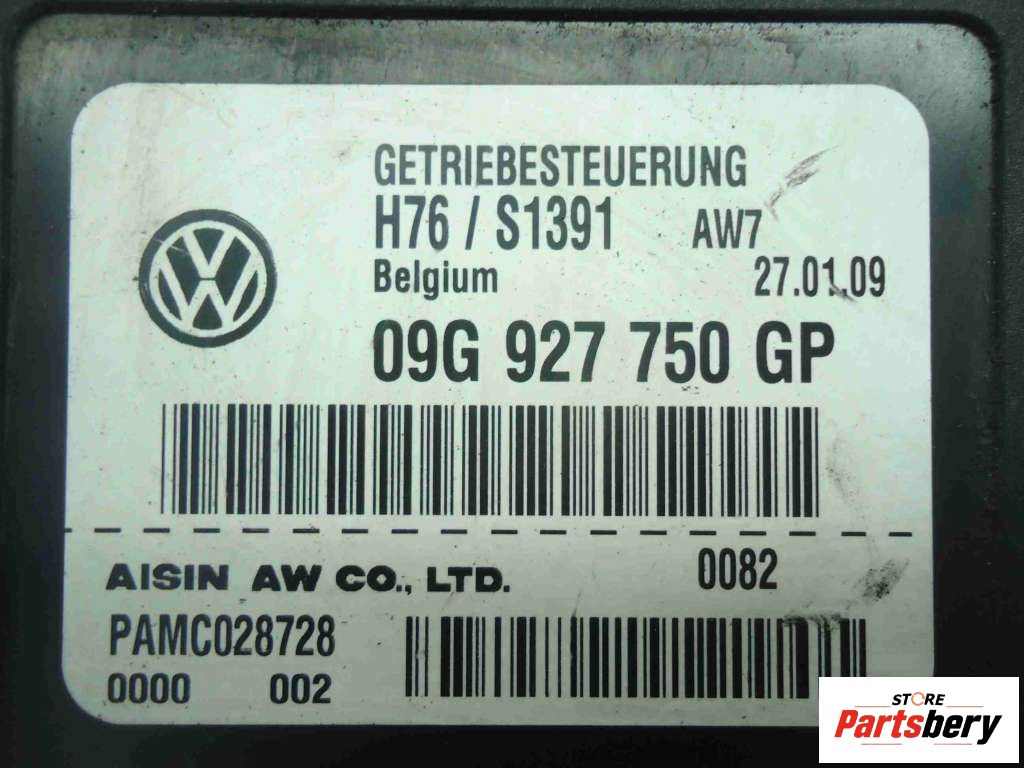 GETRIEBESTEUERUNG
H76 / S1391 AW7
Belgium 27.01.09
09G 927 750 GP
AISIN AW CO., LTD. 0082
PAMC028728
0000 002
STORE
Partsbery